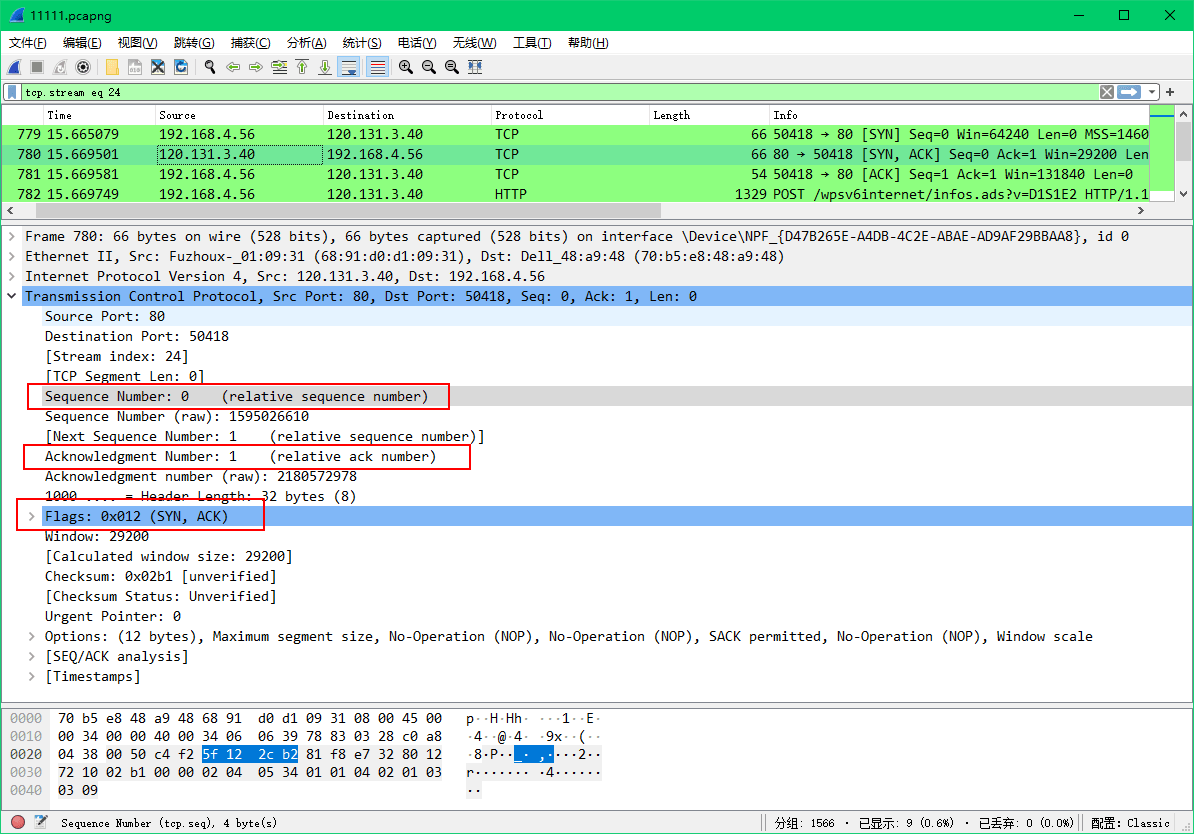 11111.pcapng
文件(F) 编辑(E) 视图(V) 跳转(G) 捕获(C) 分析(A) 统计(S) 电话(Y) 无线(W) 工具(T) 帮助(H)
tcp.stream eq 24
Time Source Destination Protocol Length Info
779 15.665079 192.168.4.56 120.131.3.40 TCP 66 50418 → 80 [SYN] Seq=0 Win=64240 Len=0 MSS=1460
780 15.669501 120.131.3.40 192.168.4.56 TCP 66 80 → 50418 [SYN, ACK] Seq=0 Ack=1 Win=29200 Len
781 15.669581 192.168.4.56 120.131.3.40 TCP 54 50418 → 80 [ACK] Seq=1 Ack=1 Win=131840 Len=0
782 15.669749 192.168.4.56 120.131.3.40 HTTP 1329 POST /wpsv6internet/infos.ads?v=D1S1E2 HTTP/1.1
Frame 780: 66 bytes on wire (528 bits), 66 bytes captured (528 bits) on interface \Device\NPF_{D47B265E-A4DB-4C2E-ABAE-AD9AF29BBAA8}, id 0
Ethernet II, Src: Fuzhoux-_01:09:31 (68:91:d0:d1:09:31), Dst: Dell_48:a9:48 (70:b5:e8:48:a9:48)
Internet Protocol Version 4, Src: 120.131.3.40, Dst: 192.168.4.56
Transmission Control Protocol, Src Port: 80, Dst Port: 50418, Seq: 0, Ack: 1, Len: 0
Source Port: 80
Destination Port: 50418
[Stream index: 24]
[TCP Segment Len: 0]
Sequence Number: 0 (relative sequence number)
Sequence Number (raw): 1595026610
[Next Sequence Number: 1 (relative sequence number)]
Acknowledgment Number: 1 (relative ack number)
Acknowledgment number (raw): 2180572978
1000 .... = Header Length: 32 bytes (8)
Flags: 0x012 (SYN, ACK)
Window: 29200
[Calculated window size: 29200]
Checksum: 0x02b1 [unverified]
[Checksum Status: Unverified]
Urgent Pointer: 0
Options: (12 bytes), Maximum segment size, No-Operation (NOP), No-Operation (NOP), SACK permitted, No-Operation (NOP), Window scale
[SEQ/ACK analysis]
[Timestamps]
0000 70 b5 e8 48 a9 48 68 91 d0 d1 09 31 08 00 45 00 p··H·Hh· ···1··E·
0010 00 34 00 00 40 00 34 06 06 39 78 83 03 28 c0 a8 ·4··@·4· ·9x··(··
0020 04 38 00 50 c4 f2 5f 12 2c b2 81 f8 e7 32 80 12 ·8·P··_· ,····2··
0030 72 10 02 b1 00 00 02 04 05 34 01 01 04 02 01 03 r······· ·4······
0040 03 09 ··
Sequence Number (tcp.seq), 4 byte(s) 分组: 1566 · 已显示: 9 (0.6%) · 已丢弃: 0 (0.0%) 配置: Classic